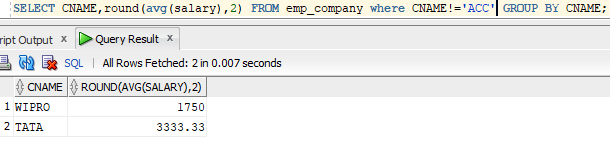 SELECT CNAME,round(avg(salary),2) FROM emp_company where CNAME!='ACC' GROUP BY CNAME;
ript Output x Query Result x
SQL | All Rows Fetched: 2 in 0.007 seconds
CNAME ROUND(AVG(SALARY),2)
1 WIPRO 1750
2 TATA 3333.33